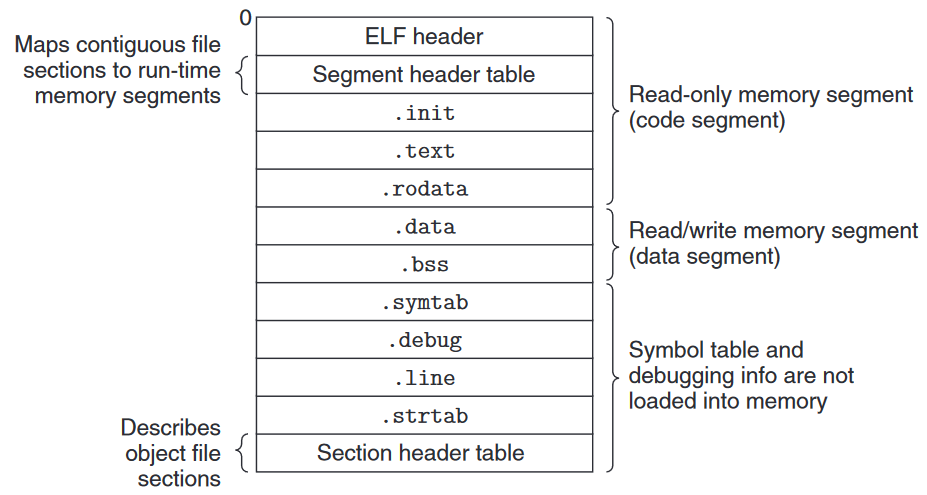 0
Maps contiguous file
sections to run-time
memory segments
ELF header
Segment header table
.init
.text
.rodata
.data
.bss
.symtab
.debug
.line
.strtab
Section header table
Describes
object file
sections
Read-only memory segment
(code segment)
Read/write memory segment
(data segment)
Symbol table and
debugging info are not
loaded into memory